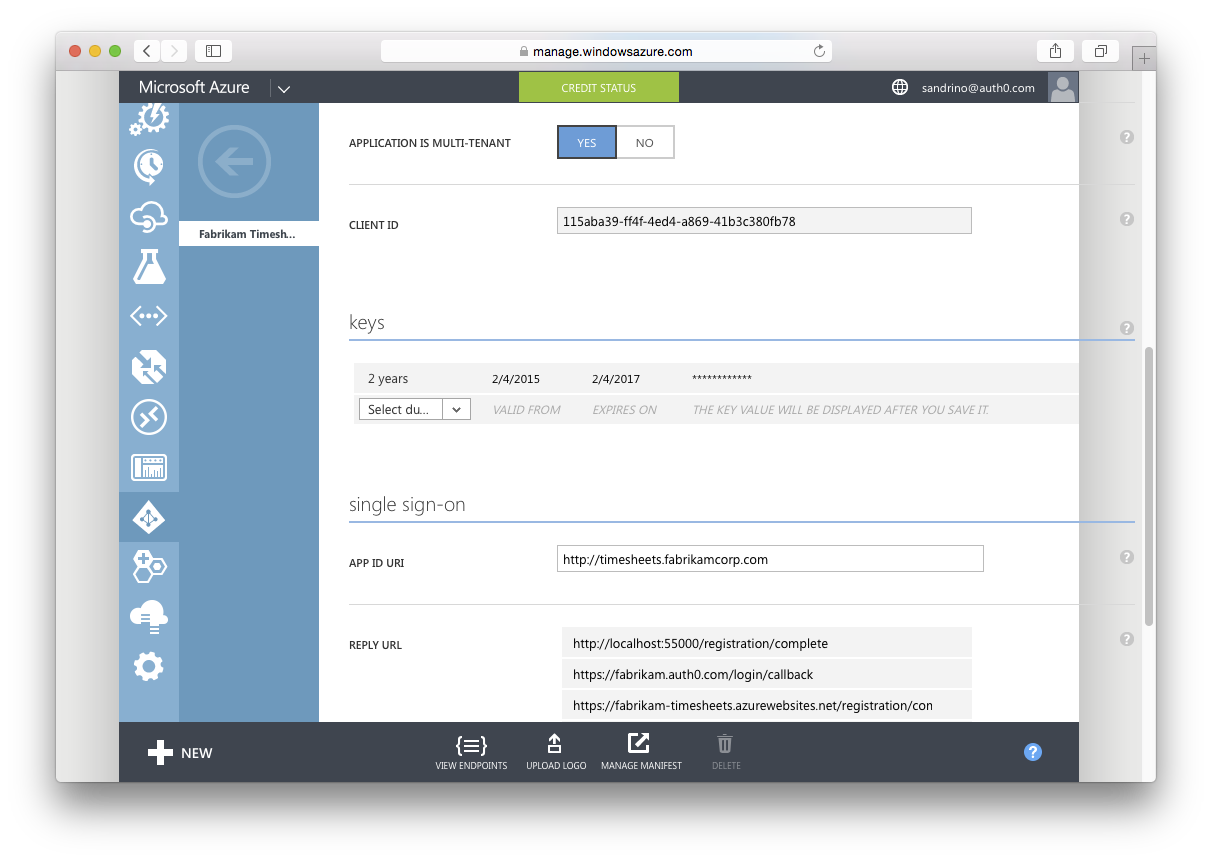 manage.windowsazure.com
Microsoft Azure
CREDIT STATUS
sandrino@auth0.com
Fabrikam Timesh...
APPLICATION IS MULTI-TENANT
YES
NO
?
CLIENT ID
115aba39-ff4f-4ed4-a869-41b3c380fb78
?
keys
?
2 years 2/4/2015 2/4/2017 ************
Select du... VALID FROM EXPIRES ON THE KEY VALUE WILL BE DISPLAYED AFTER YOU SAVE IT.
single sign-on
APP ID URI
http://timesheets.fabrikamcorp.com
?
REPLY URL
http://localhost:55000/registration/complete
?
https://fabrikam.auth0.com/login/callback
https://fabrikam-timesheets.azurewebsites.net/registration/con
NEW
VIEW ENDPOINTS
UPLOAD LOGO
MANAGE MANIFEST
DELETE
?